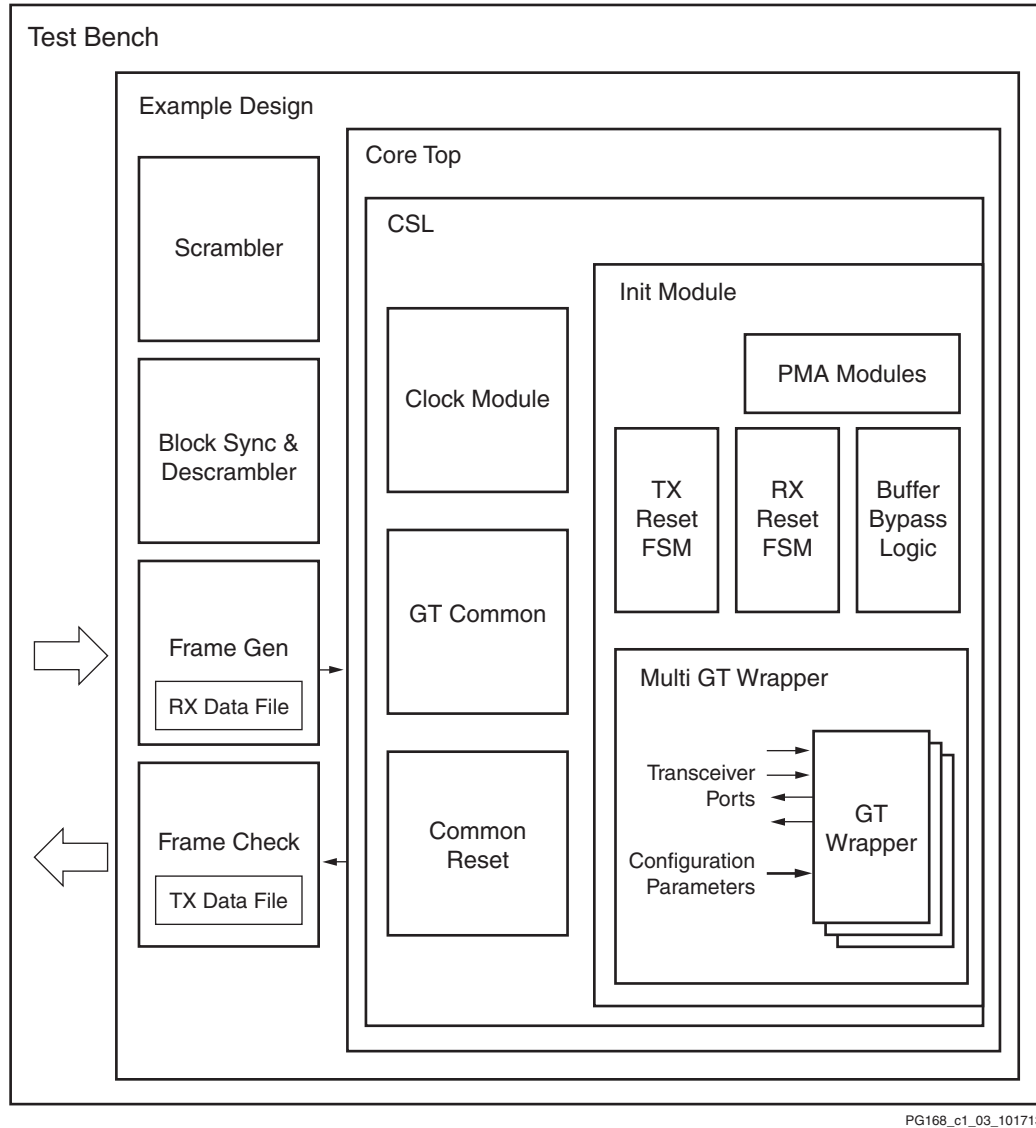 Test Bench
Example Design
Scrambler
Block Sync &
Descrambler
Frame Gen
RX Data File
Frame Check
TX Data File
Core Top
CSL
Clock Module
GT Common
Common
Reset
Init Module
PMA Modules
TX
Reset
FSM
RX
Reset
FSM
Buffer
Bypass
Logic
Multi GT Wrapper
Transceiver
Ports
Configuration
Parameters
GT
Wrapper